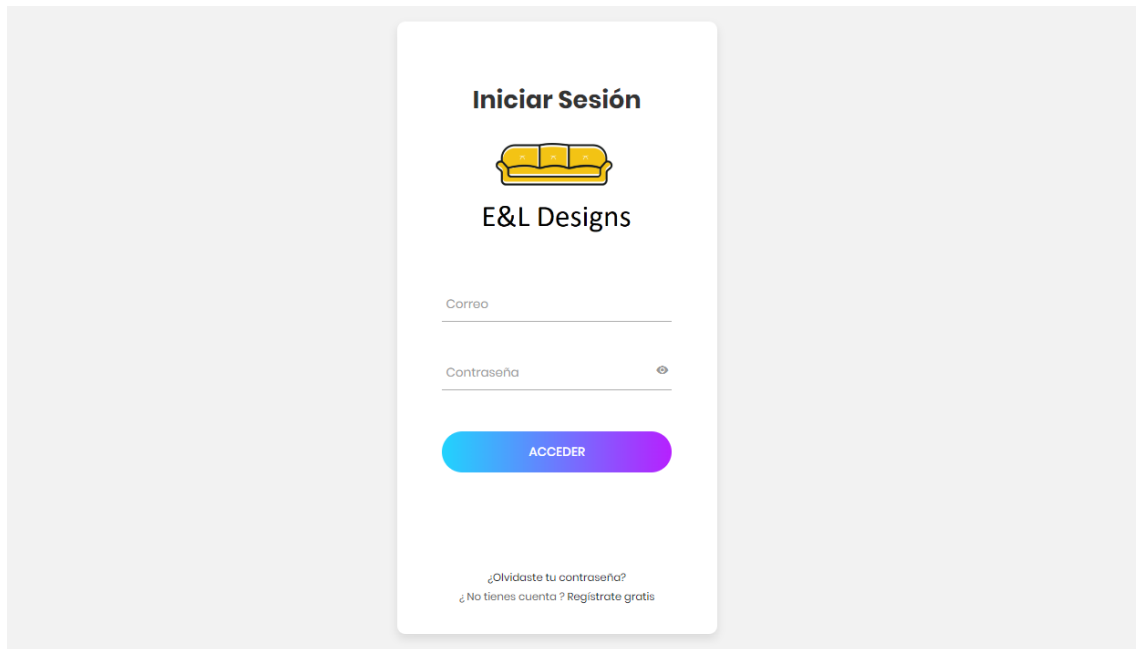 Iniciar Sesión
E&L Designs
Correo
Contraseña
ACCEDER
¿Olvidaste tu contraseña?
¿ No tienes cuenta ? Regístrate gratis